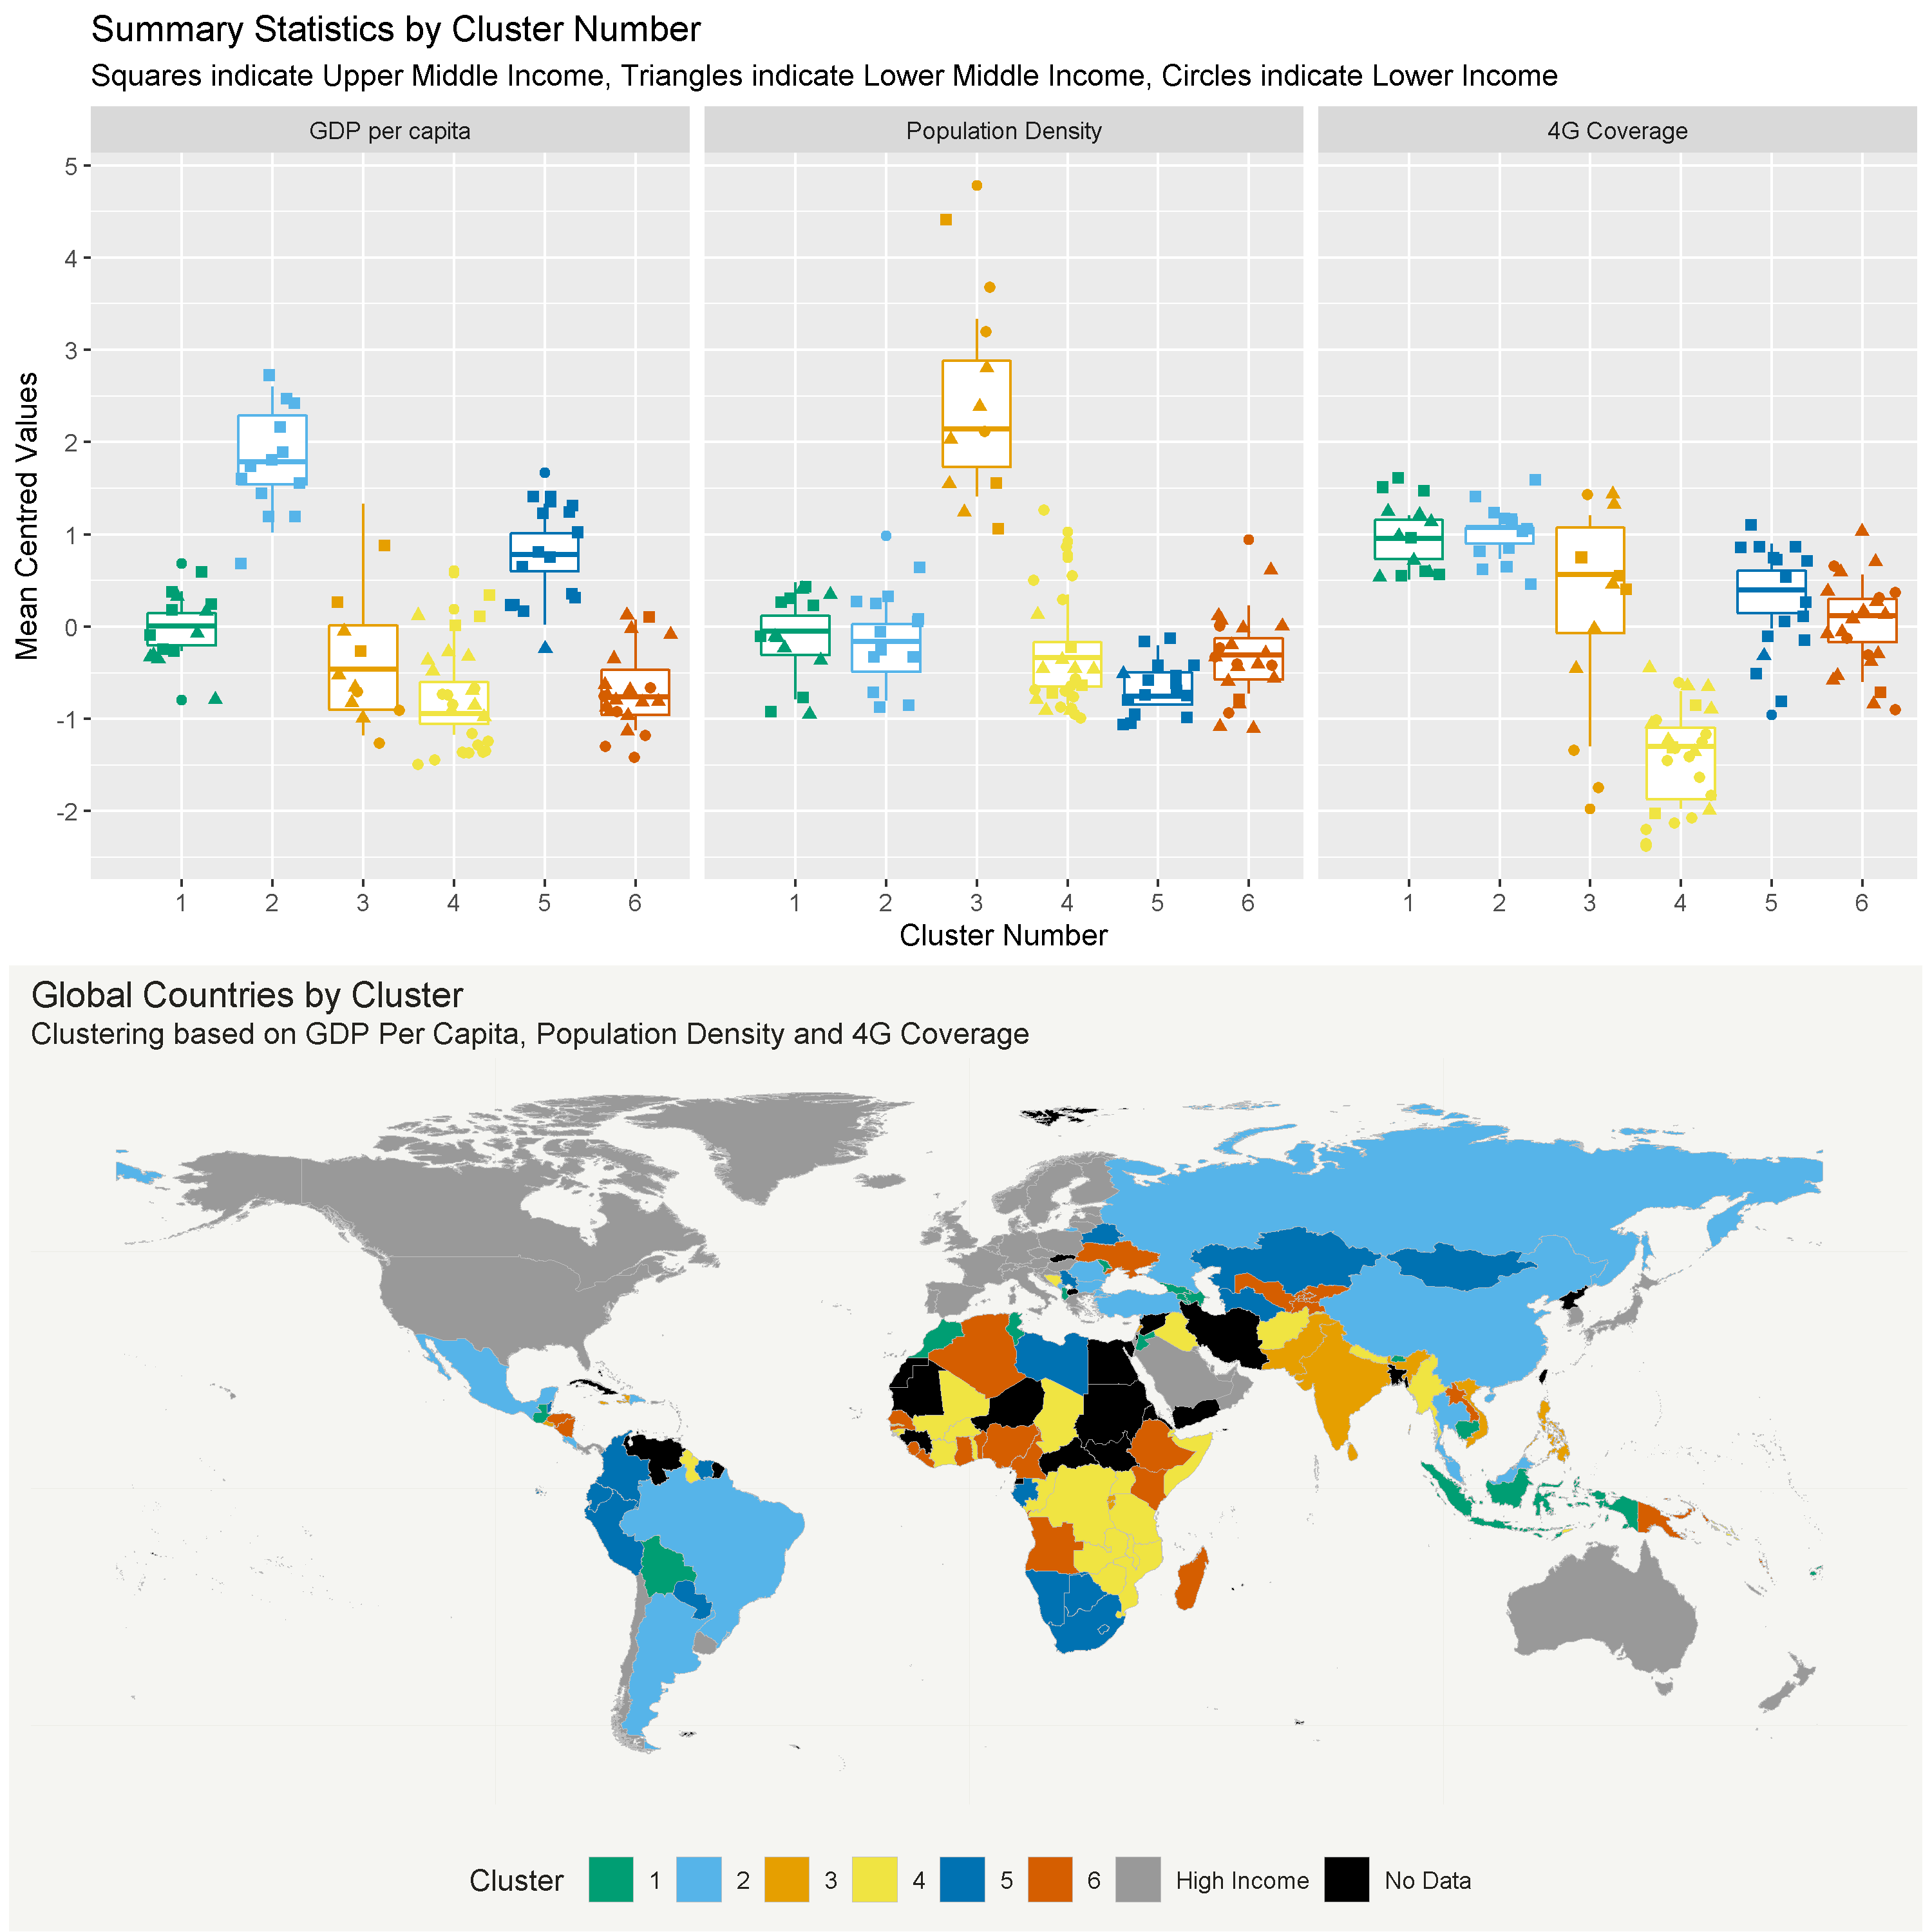 Summary Statistics by Cluster Number
Squares indicate Upper Middle Income, Triangles indicate Lower Middle Income, Circles indicate Lower Income
GDP per capita
Population Density
4G Coverage
Mean Centred Values
5
4
3
2
1
0
-1
-2
1 2 3 4 5 6
1 2 3 4 5 6
1 2 3 4 5 6
Cluster Number
Global Countries by Cluster
Clustering based on GDP Per Capita, Population Density and 4G Coverage
Cluster 1 2 3 4 5 6 High Income No Data